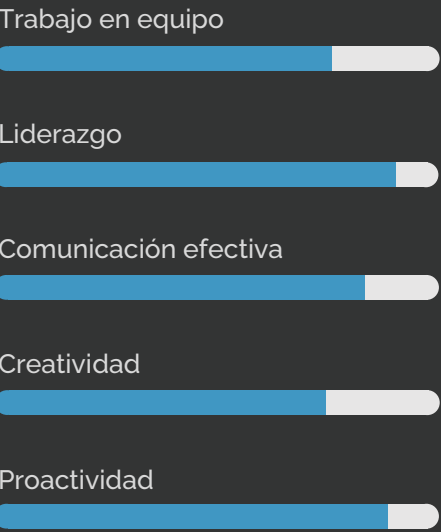 Trabajo en equipo
Liderazgo
Comunicación efectiva
Creatividad
Proactividad